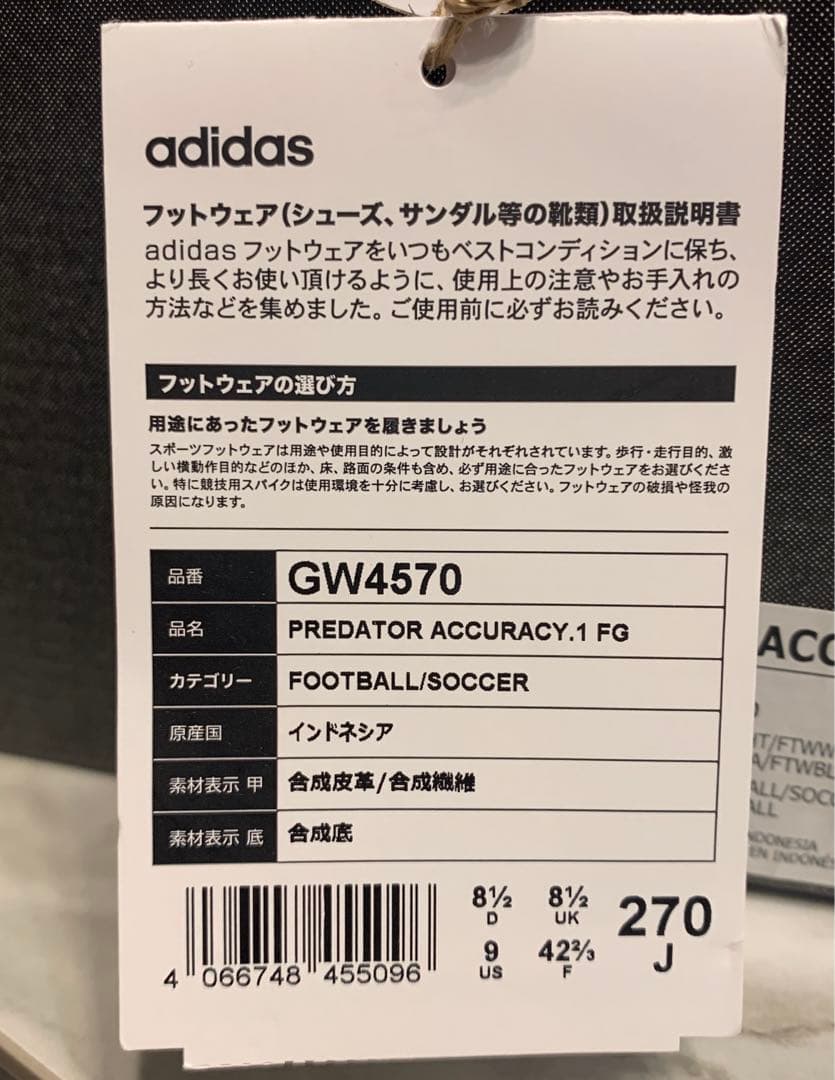 adidas
フットウェア(シューズ、サンダル等の靴類)取扱説明書
adidas フットウェアをいつもベストコンディションに保ち、
より長くお使い頂けるように、使用上の注意やお手入れの
方法などを集めました。ご使用前に必ずお読みください。
フットウェアの選び方
用途にあったフットウェアを履きましょう
スポーツフットウェアは用途や使用目的によって設計がそれぞれされています。歩行・走行目的、激
しい横動作目的などのほか、床、路面の条件も含め、必ず用途に合ったフットウェアをお選びくださ
い。特に競技用スパイクは使用環境を十分に考慮し、お選びください。フットウェアの破損や怪我の
原因になります。
品番 GW4570
品名 PREDATOR ACCURACY.1 FG
カテゴリー FOOTBALL/SOCCER
原産国 インドネシア
素材表示 甲 合成皮革/合成繊維
素材表示 底 合成底
8½ 8½ 270
D UK J
9 42⅔
US F
4 066748 455096
ACC
T/FTWW
A/FTWBL
ALL/SOC
ALL
NDONESIA
EN INDONÉS